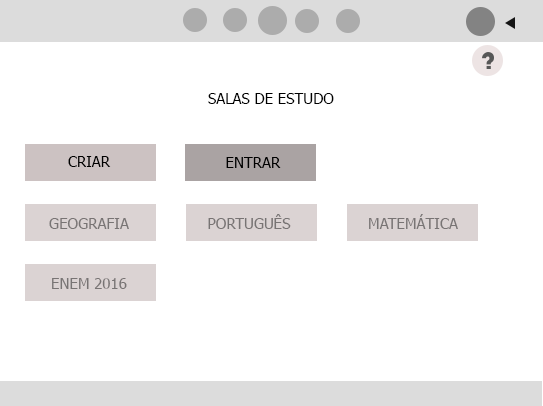 ?
SALAS DE ESTUDO
CRIAR
ENTRAR
GEOGRAFIA
PORTUGUÊS
MATEMÁTICA
ENEM 2016